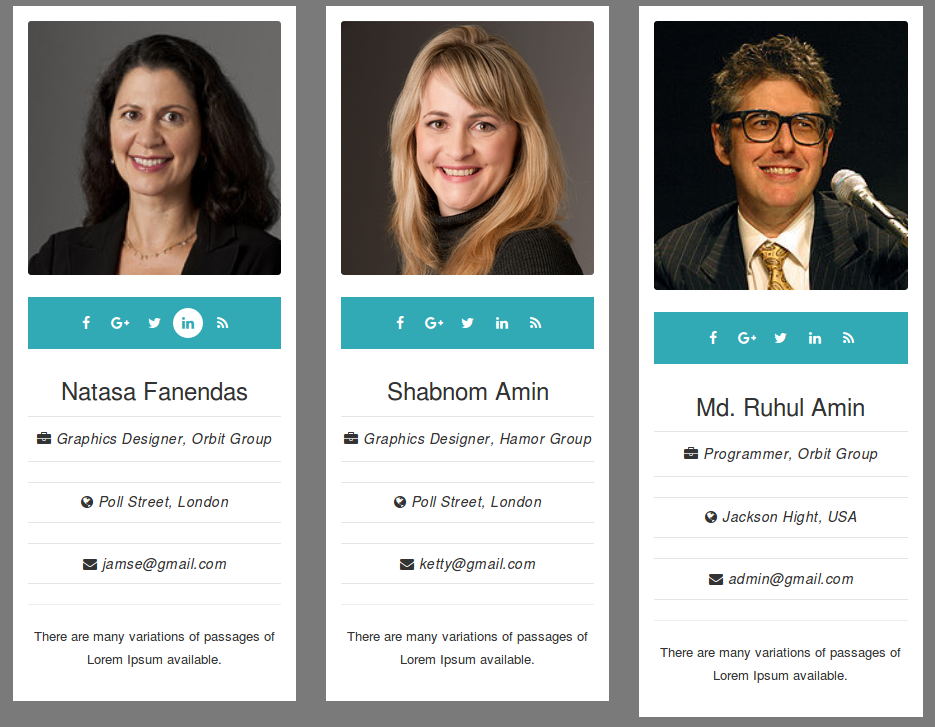 Natasa Fanendas
Graphics Designer, Orbit Group
Poll Street, London
jamse@gmail.com
There are many variations of passages of
Lorem Ipsum available.
Shabnom Amin
Graphics Designer, Hamor Group
Poll Street, London
ketty@gmail.com
There are many variations of passages of
Lorem Ipsum available.
Md. Ruhul Amin
Programmer, Orbit Group
Jackson Hight, USA
admin@gmail.com
There are many variations of passages of
Lorem Ipsum available.